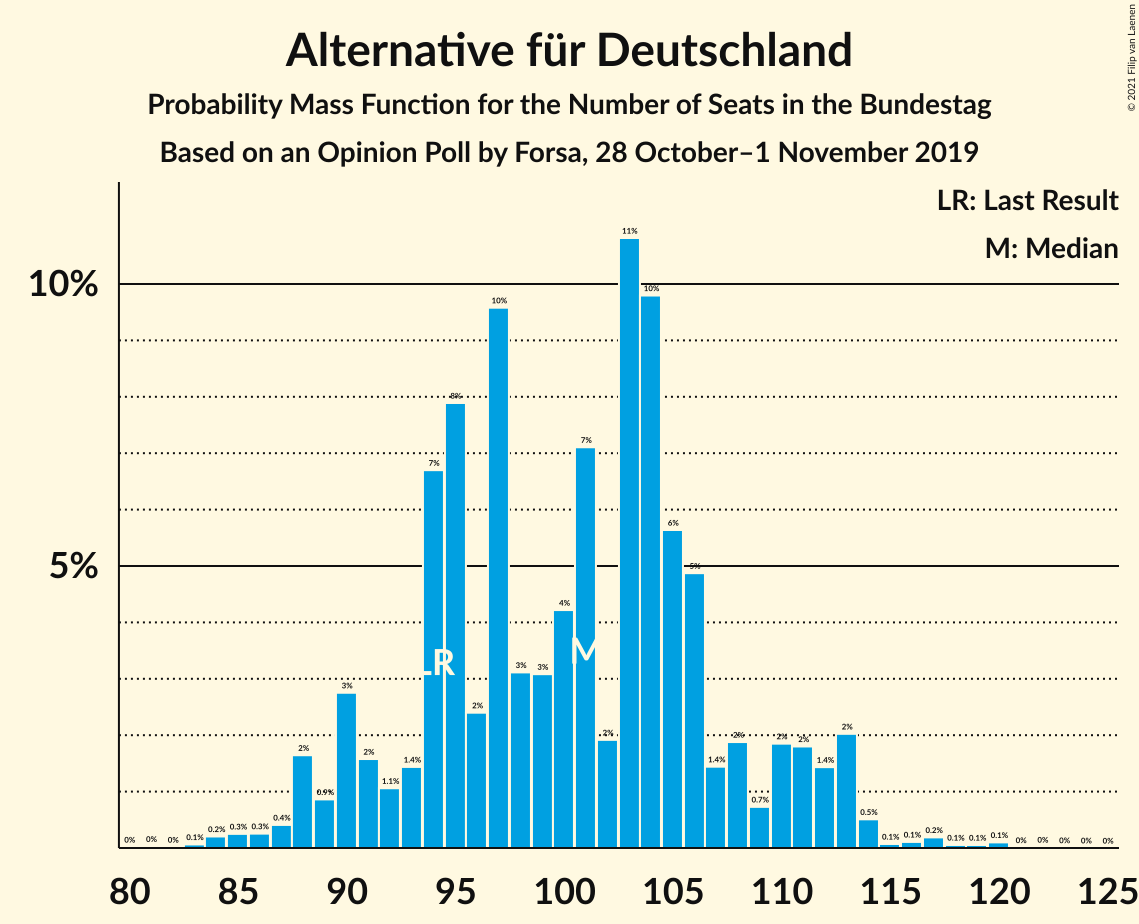 © 2021 Filip van Laenen
Alternative für Deutschland
Probability Mass Function for the Number of Seats in the Bundestag
Based on an Opinion Poll by Forsa, 28 October–1 November 2019
LR: Last Result
M: Median
10%
5%
0% 0% 0% 0.1% 0.2% 0.3% 0.3% 0.4% 2% 0.9% 3% 2% 1.1% 1.4% 7% 8% 2% 10% 3% 3% 4% 7% 2% 11% 10% 6% 5% 1.4% 2% 0.7% 2% 2% 1.4% 2% 0.5% 0.1% 0.1% 0.2% 0.1% 0.1% 0.1% 0% 0% 0% 0% 0%
LR
M
80 85 90 95 100 105 110 115 120 125